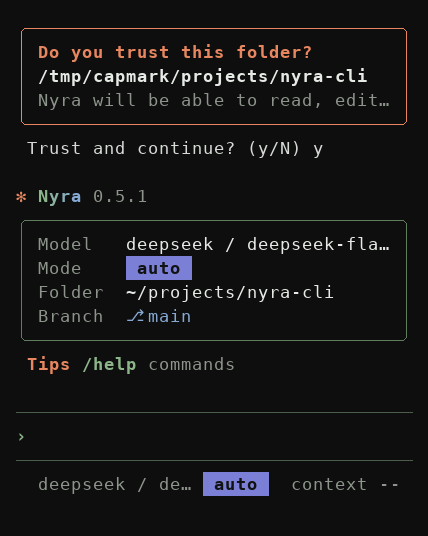 Do you trust this folder?
/tmp/capmark/projects/nyra-cli
Nyra will be able to read, edit…
Trust and continue? (y/N) y
✻ Nyra 0.5.1
Model deepseek / deepseek-fla…
Mode auto
Folder ~/projects/nyra-cli
Branch ⎇ main
Tips /help commands
›
deepseek / de… auto context --